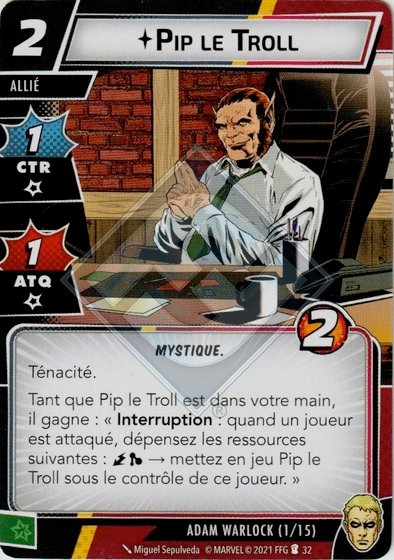 2
Pip le Troll
ALLIÉ
1
CTR
1
ATQ
2
MYSTIQUE.
Ténacité.
Tant que Pip le Troll est dans votre main,
il gagne : « Interruption : quand un joueur
est attaqué, dépensez les ressources
suivantes : → mettez en jeu Pip le
Troll sous le contrôle de ce joueur. »
ADAM WARLOCK (1/15)
Miguel Sepulveda © MARVEL © 2021 FFG 32